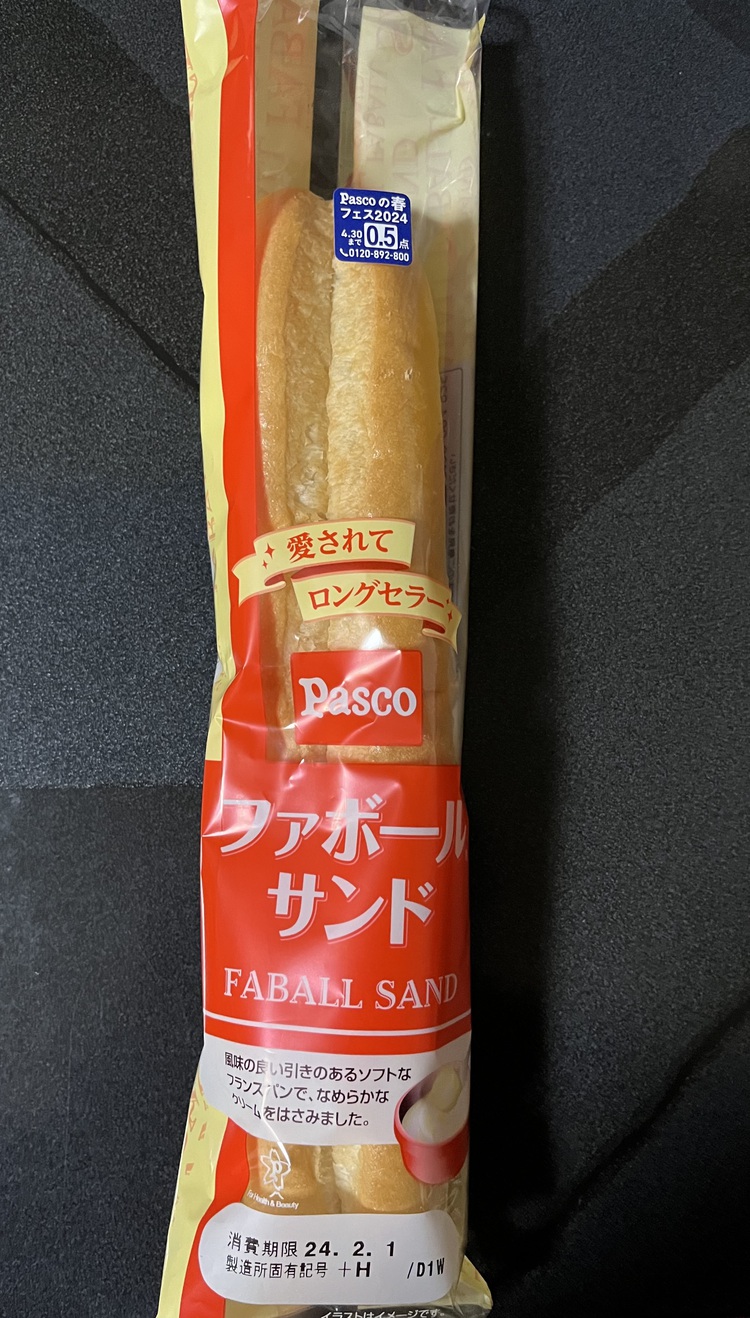 Pascoの春
フェス2024
4.30まで 0.5点
0120-892-800
愛されて
ロングセラー
Pasco
ファボール
サンド
FABALL SAND
風味の良い引きのあるソフトな
フランスパンで、なめらかな
クリームをはさみました。
For Health & Beauty
消費期限 24. 2. 1
製造所固有記号 +H /D1W
イラストはイメージです。